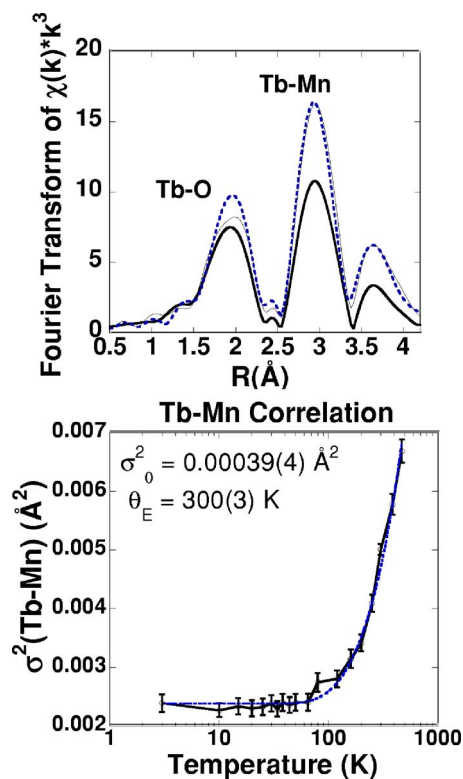 Fourier Transform of χ(k)*k³
20
15
10
5
0
Tb-Mn
Tb-O
0.5 1 1.5 2 2.5 3 3.5 4
R(Å)
Tb-Mn Correlation
σ²(Tb-Mn) (Å²)
0.007
0.006
0.005
0.004
0.003
0.002
σ²₀ = 0.00039(4) Å²
θ_E = 300(3) K
1 10 100 1000
Temperature (K)